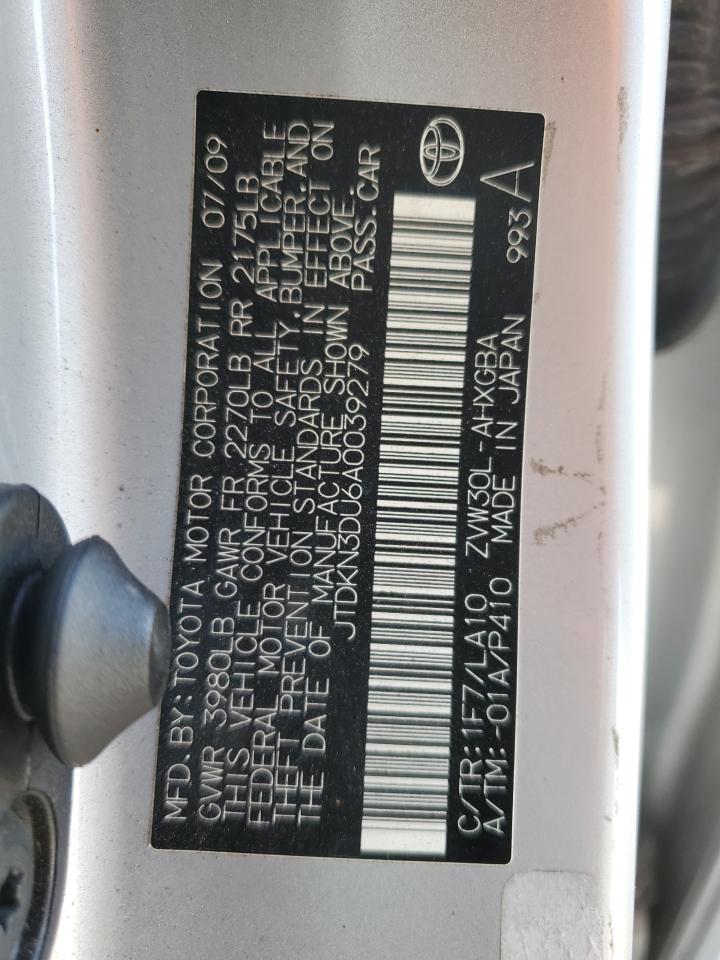 MFD.BY:TOYOTA MOTOR CORPORATION 07/09
GVWR 3980LB GAWR FR 2270LB RR 2175LB
THIS VEHICLE CONFORMS TO ALL APPLICABLE
FEDERAL MOTOR VEHICLE SAFETY,BUMPER,AND
THEFT PREVENTION STANDARDS IN EFFECT ON
THE DATE OF MANUFACTURE SHOWN ABOVE.
JTDKN3DU6A0039279 PASS.CAR
C/TR:1F7/LA10 ZVW30L-AHXGBA 993 A
A/TM:-01A/P410 MADE IN JAPAN